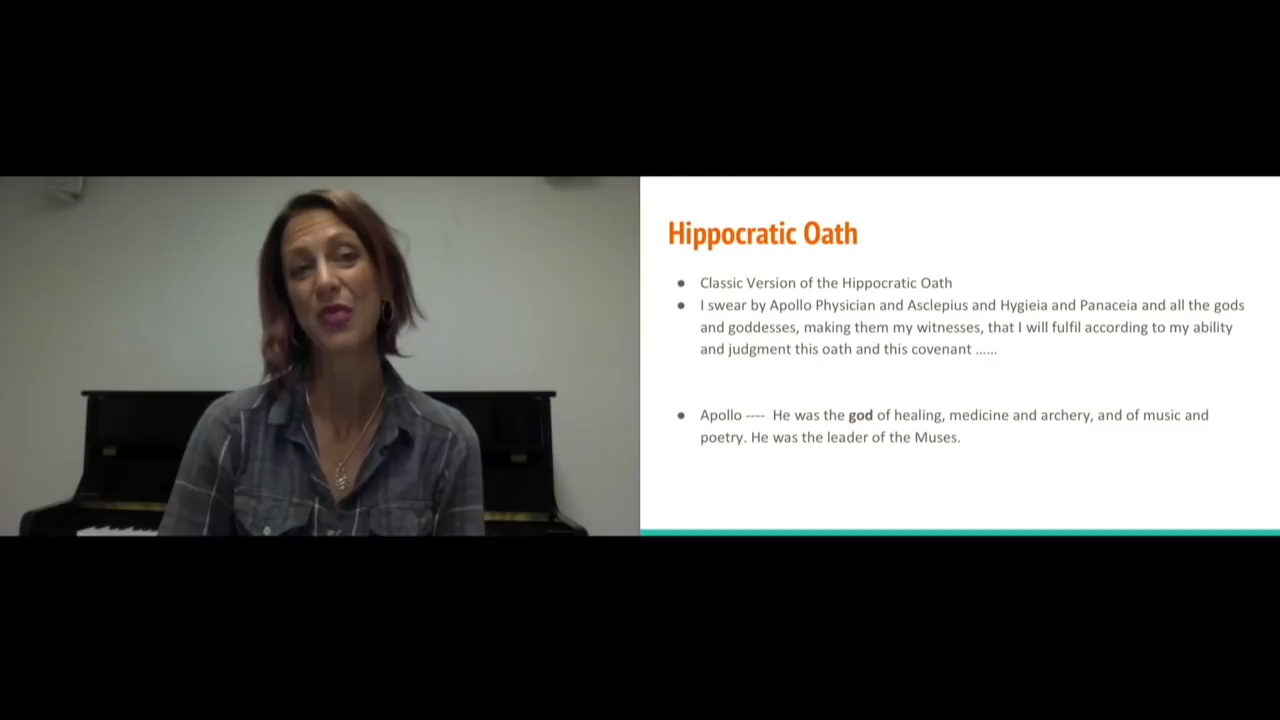 Hippocratic Oath
● Classic Version of the Hippocratic Oath
● I swear by Apollo Physician and Asclepius and Hygieia and Panaceia and all the gods
and goddesses, making them my witnesses, that I will fulfil according to my ability
and judgment this oath and this covenant ......
● Apollo ---- He was the god of healing, medicine and archery, and of music and
poetry. He was the leader of the Muses.